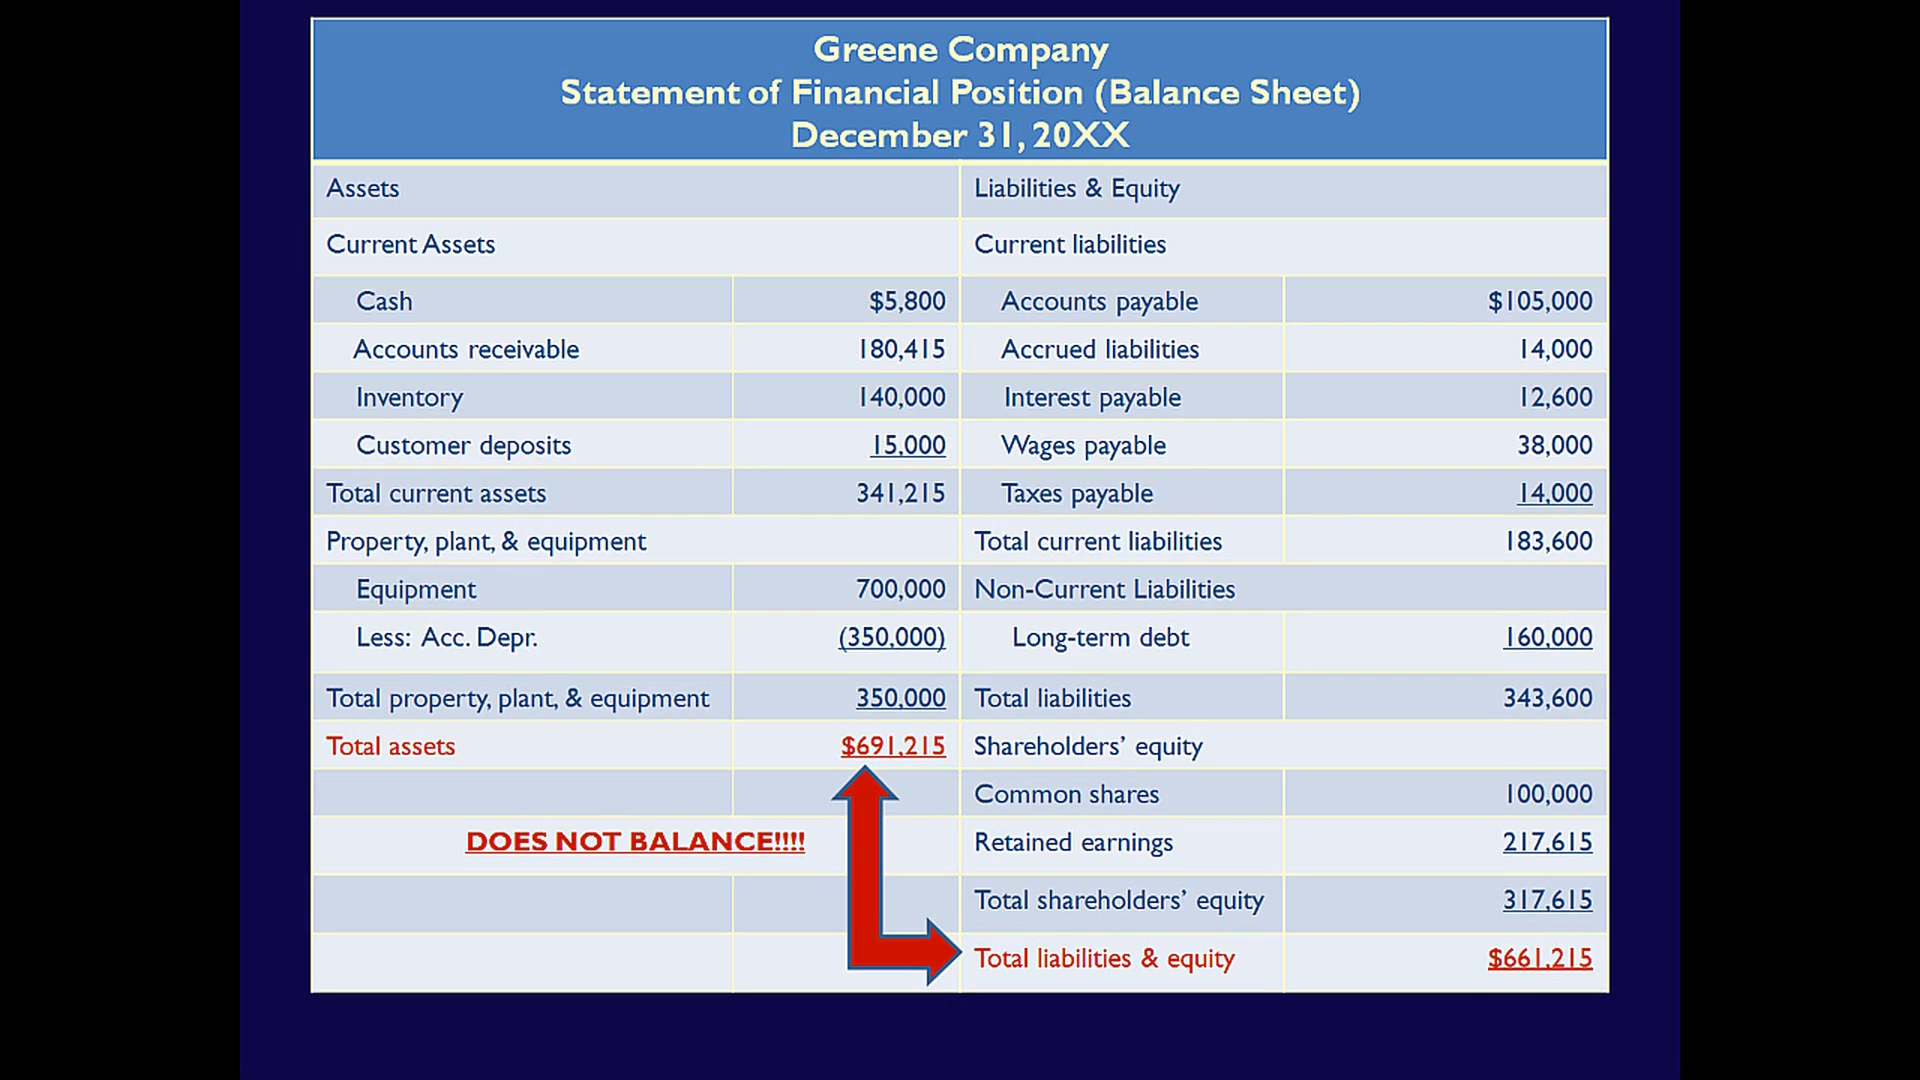 Greene Company
Statement of Financial Position (Balance Sheet)
December 31, 20XX
Assets Liabilities & Equity
Current Assets Current liabilities
Cash $5,800 Accounts payable $105,000
Accounts receivable 180,415 Accrued liabilities 14,000
Inventory 140,000 Interest payable 12,600
Customer deposits 15,000 Wages payable 38,000
Total current assets 341,215 Taxes payable 14,000
Property, plant, & equipment Total current liabilities 183,600
Equipment 700,000 Non-Current Liabilities
Less: Acc. Depr. (350,000) Long-term debt 160,000
Total property, plant, & equipment 350,000 Total liabilities 343,600
Total assets $691,215 Shareholders’ equity
Common shares 100,000
DOES NOT BALANCE!!!! Retained earnings 217,615
Total shareholders’ equity 317,615
Total liabilities & equity $661,215